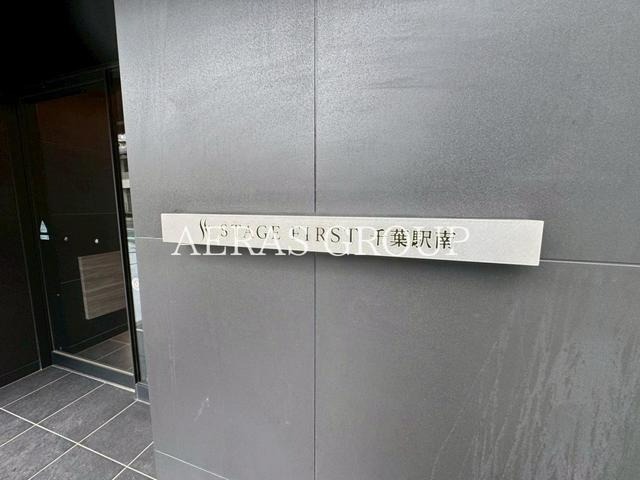 STAGE FIRST 千葉駅南
AERAS GROUP